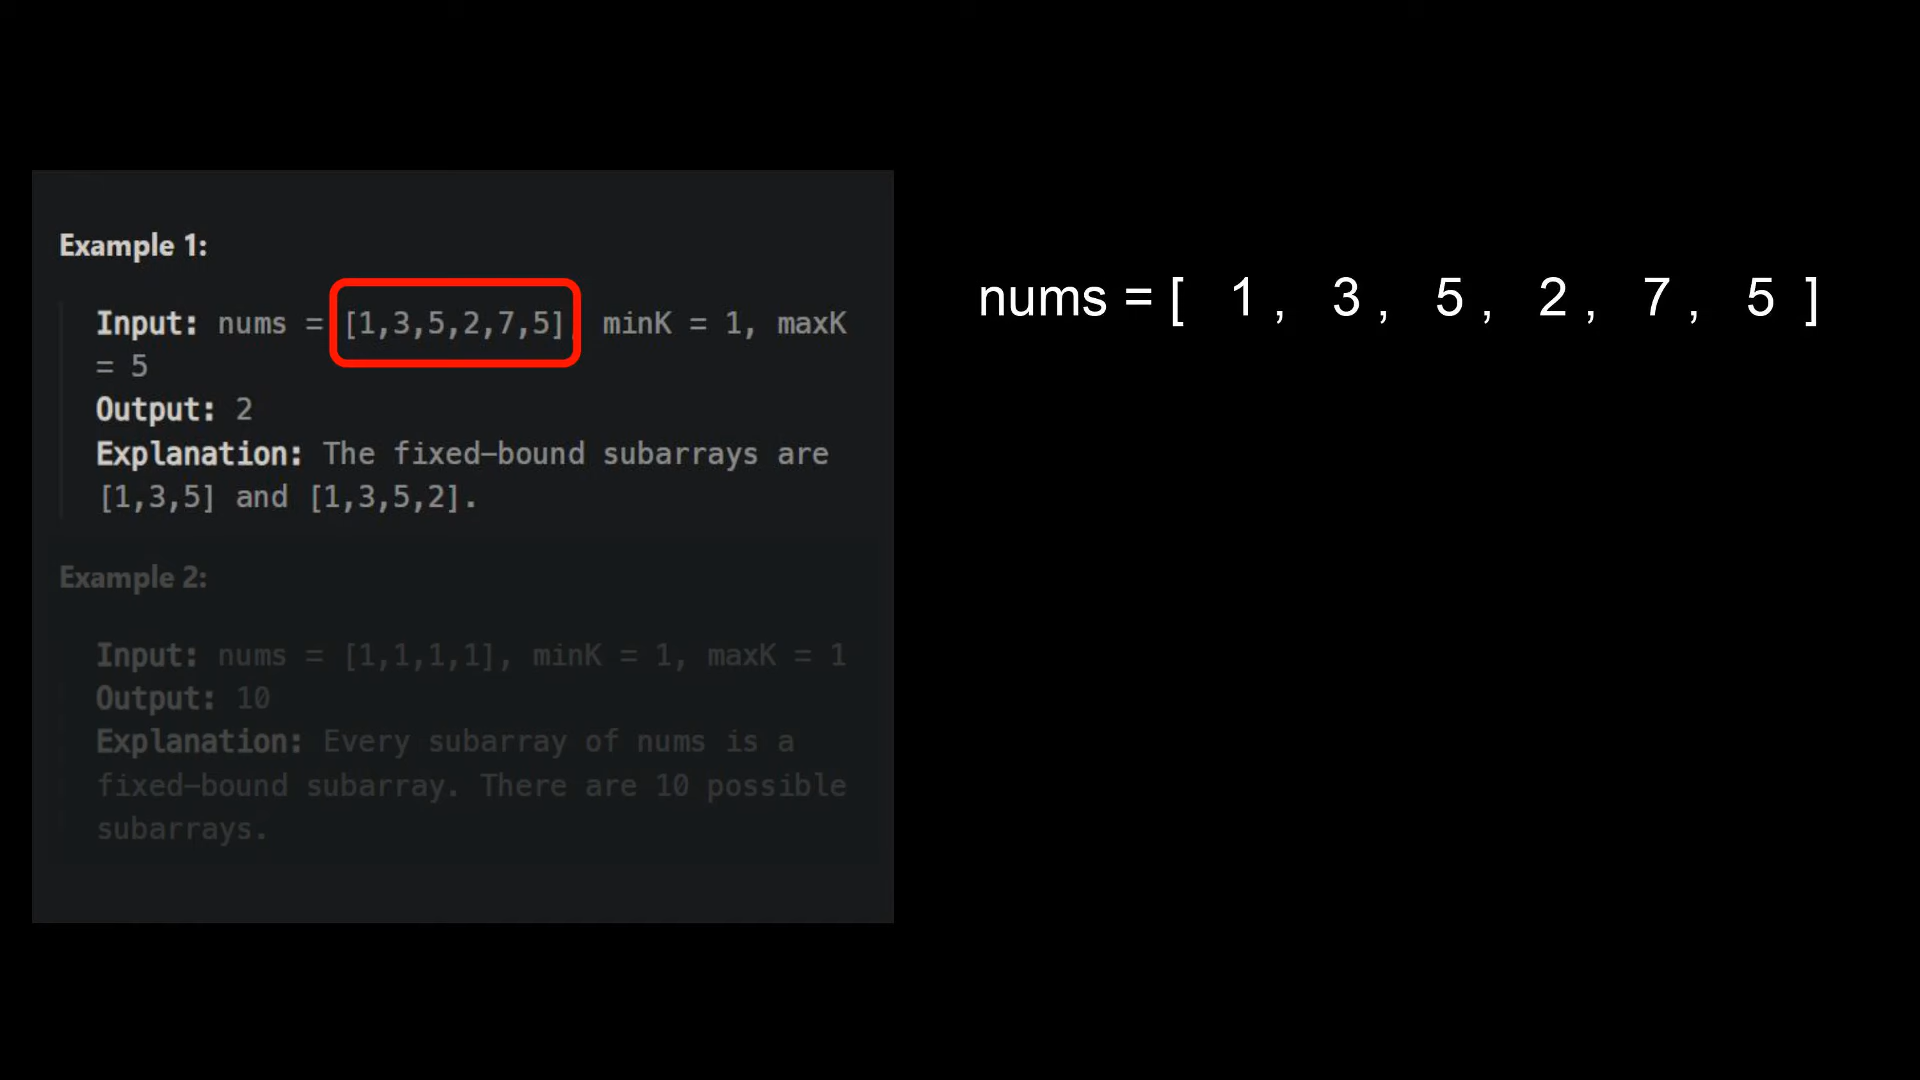 Example 1:
Input: nums = [1,3,5,2,7,5], minK = 1, maxK
= 5
Output: 2
Explanation: The fixed-bound subarrays are
[1,3,5] and [1,3,5,2].
Example 2:
Input: nums = [1,1,1,1], minK = 1, maxK = 1
Output: 10
Explanation: Every subarray of nums is a
fixed-bound subarray. There are 10 possible
subarrays.
nums = [ 1 , 3 , 5 , 2 , 7 , 5 ]